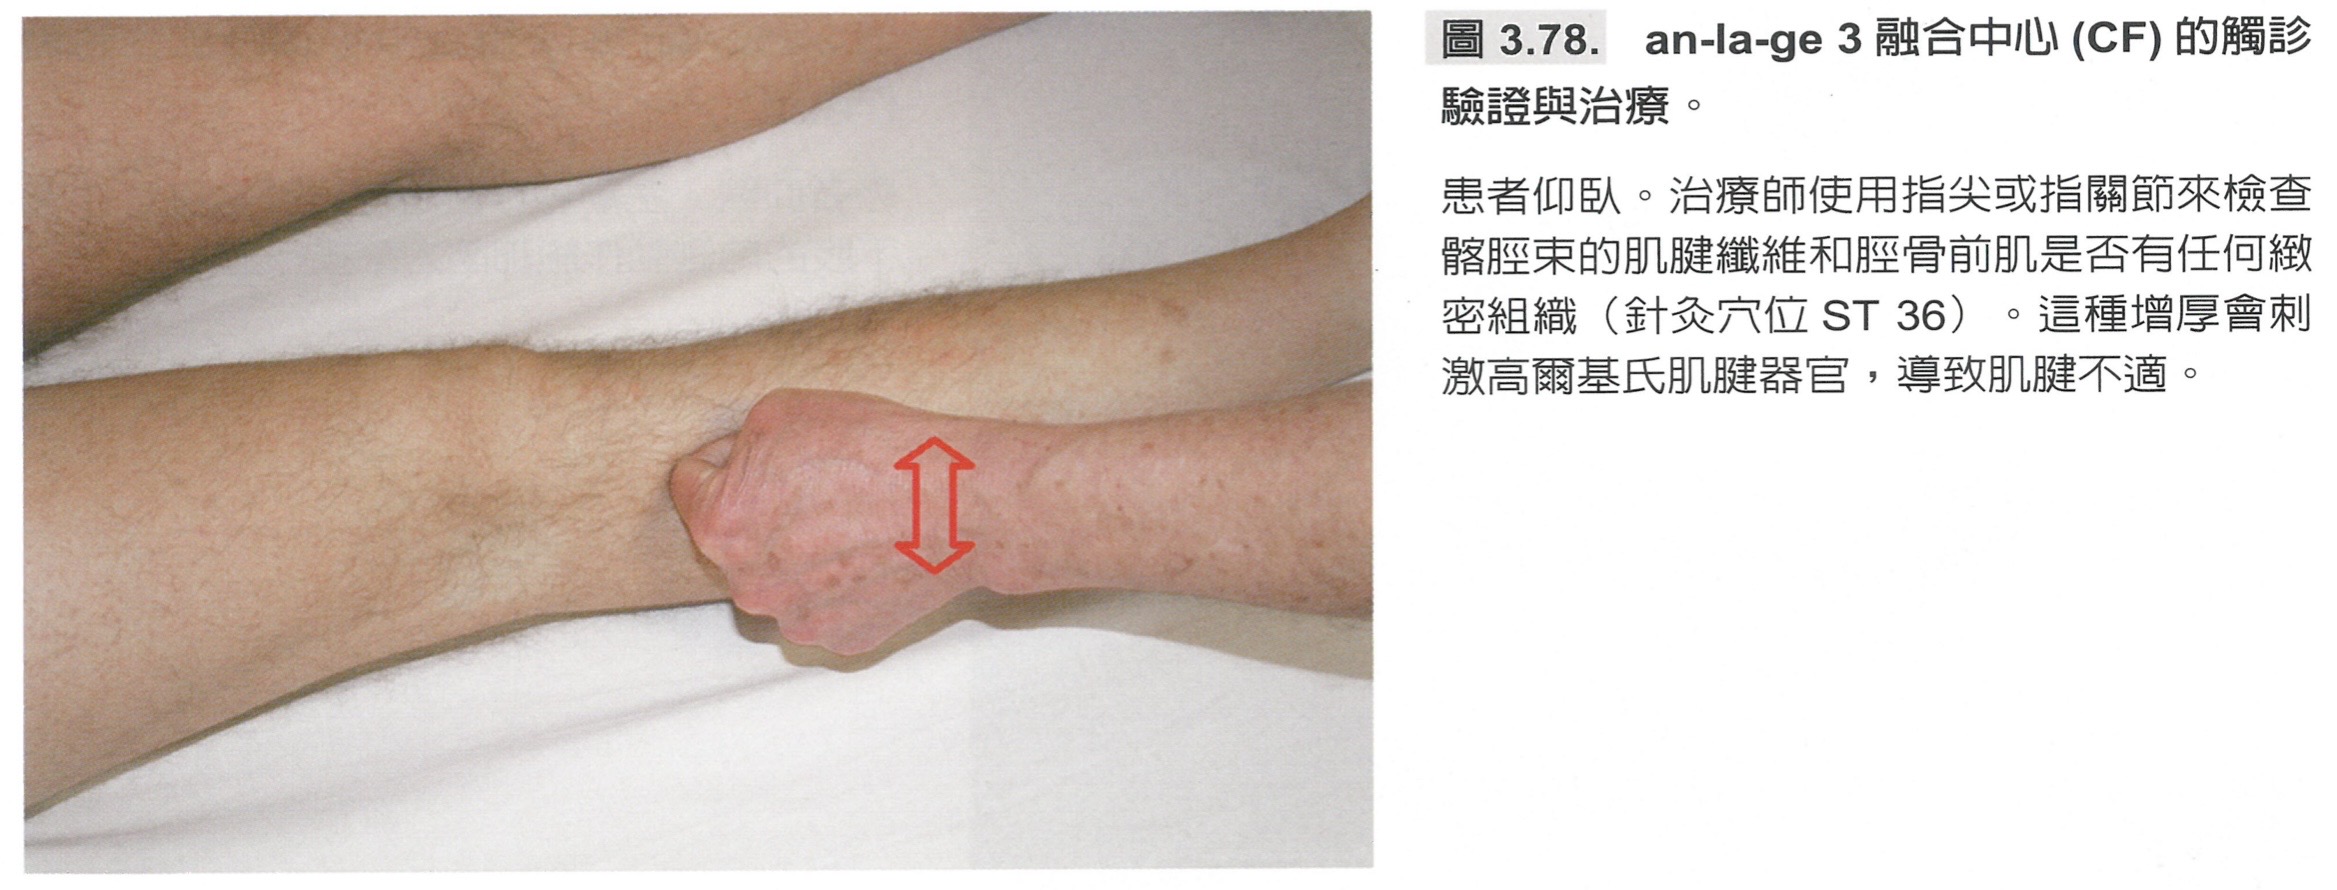 圖 3.78. an-la-ge 3 融合中心 (CF) 的觸診
驗證與治療。
患者仰臥。治療師使用指尖或指關節來檢查
髂脛束的肌腱纖維和脛骨前肌是否有任何緻
密組織（針灸穴位 ST 36）。這種增厚會刺
激高爾基氏肌腱器官，導致肌腱不適。